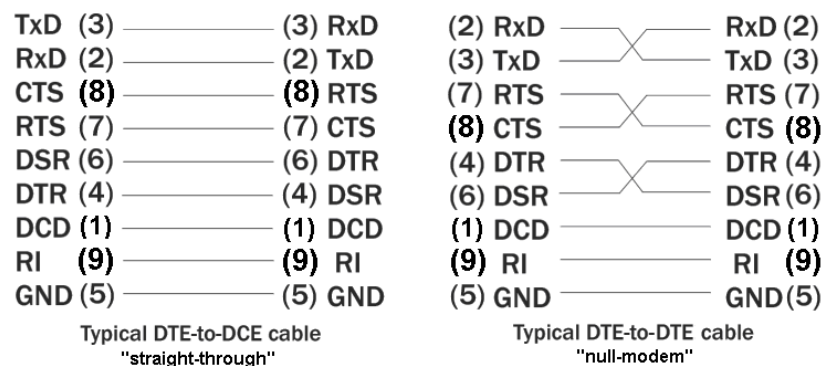 TxD (3) (3) RxD
RxD (2) (2) TxD
CTS (8) (8) RTS
RTS (7) (7) CTS
DSR (6) (6) DTR
DTR (4) (4) DSR
DCD (1) (1) DCD
RI (9) (9) RI
GND (5) (5) GND
Typical DTE-to-DCE cable
"straight-through"
(2) RxD RxD (2)
(3) TxD TxD (3)
(7) RTS RTS (7)
(8) CTS CTS (8)
(4) DTR DTR (4)
(6) DSR DSR (6)
(1) DCD DCD (1)
(9) RI RI (9)
(5) GND GND (5)
Typical DTE-to-DTE cable
"null-modem"